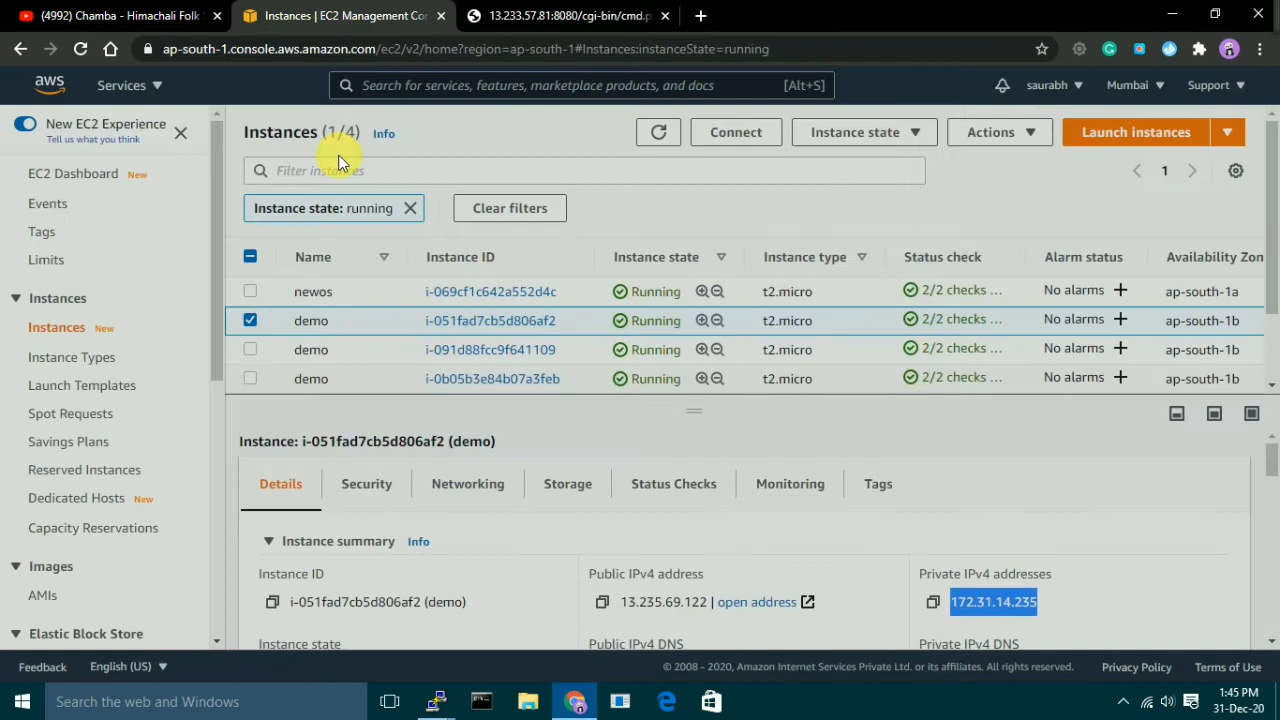 (4992) Chamba - Himachali Folk S
Instances | EC2 Management Con
13.233.57.81:8080/cgi-bin/cmd.p
ap-south-1.console.aws.amazon.com/ec2/v2/home?region=ap-south-1#Instances:instanceState=running
aws
Services
Search for services, features, marketplace products, and docs
[Alt+S]
saurabh
Mumbai
Support
New EC2 Experience
Tell us what you think
EC2 Dashboard New
Events
Tags
Limits
Instances
Instances New
Instance Types
Launch Templates
Spot Requests
Savings Plans
Reserved Instances
Dedicated Hosts New
Capacity Reservations
Images
AMIs
Elastic Block Store
Instances (1/4) Info
Connect
Instance state
Actions
Launch instances
Filter instances
1
Instance state: running
Clear filters
Name Instance ID Instance state Instance type Status check Alarm status Availability Zon
newos i-069cf1c642a552d4c Running t2.micro 2/2 checks ... No alarms + ap-south-1a
demo i-051fad7cb5d806af2 Running t2.micro 2/2 checks ... No alarms + ap-south-1b
demo i-091d88fcc9f641109 Running t2.micro 2/2 checks ... No alarms + ap-south-1b
demo i-0b05b3e84b07a3feb Running t2.micro 2/2 checks ... No alarms + ap-south-1b
Instance: i-051fad7cb5d806af2 (demo)
Details Security Networking Storage Status Checks Monitoring Tags
Instance summary Info
Instance ID
i-051fad7cb5d806af2 (demo)
Public IPv4 address
13.235.69.122 | open address
Private IPv4 addresses
172.31.14.235
Instance state
Public IPv4 DNS
Private IPv4 DNS
Feedback
English (US)
© 2008 - 2020, Amazon Internet Services Private Ltd. or its affiliates. All rights reserved.
Privacy Policy
Terms of Use
Search the web and Windows
1:45 PM
31-Dec-20